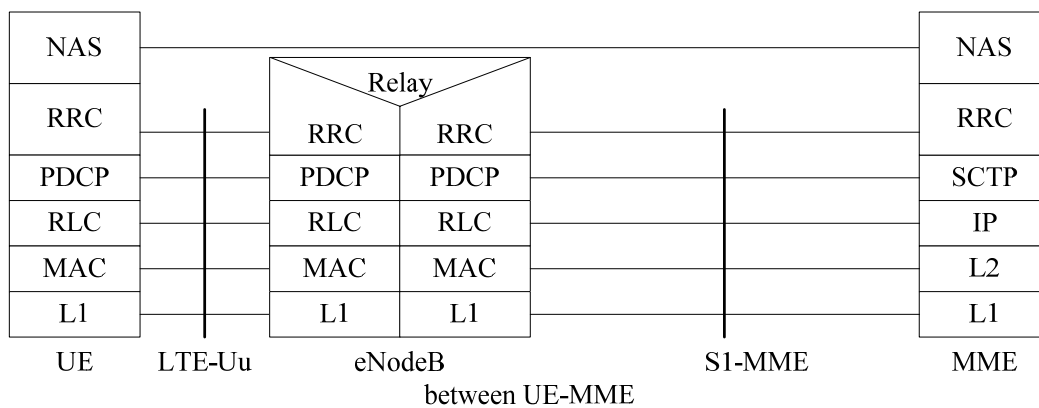 NAS NAS
Relay
RRC RRC RRC RRC
PDCP PDCP PDCP SCTP
RLC RLC RLC IP
MAC MAC MAC L2
L1 L1 L1 L1
UE LTE-Uu eNodeB S1-MME MME
between UE-MME